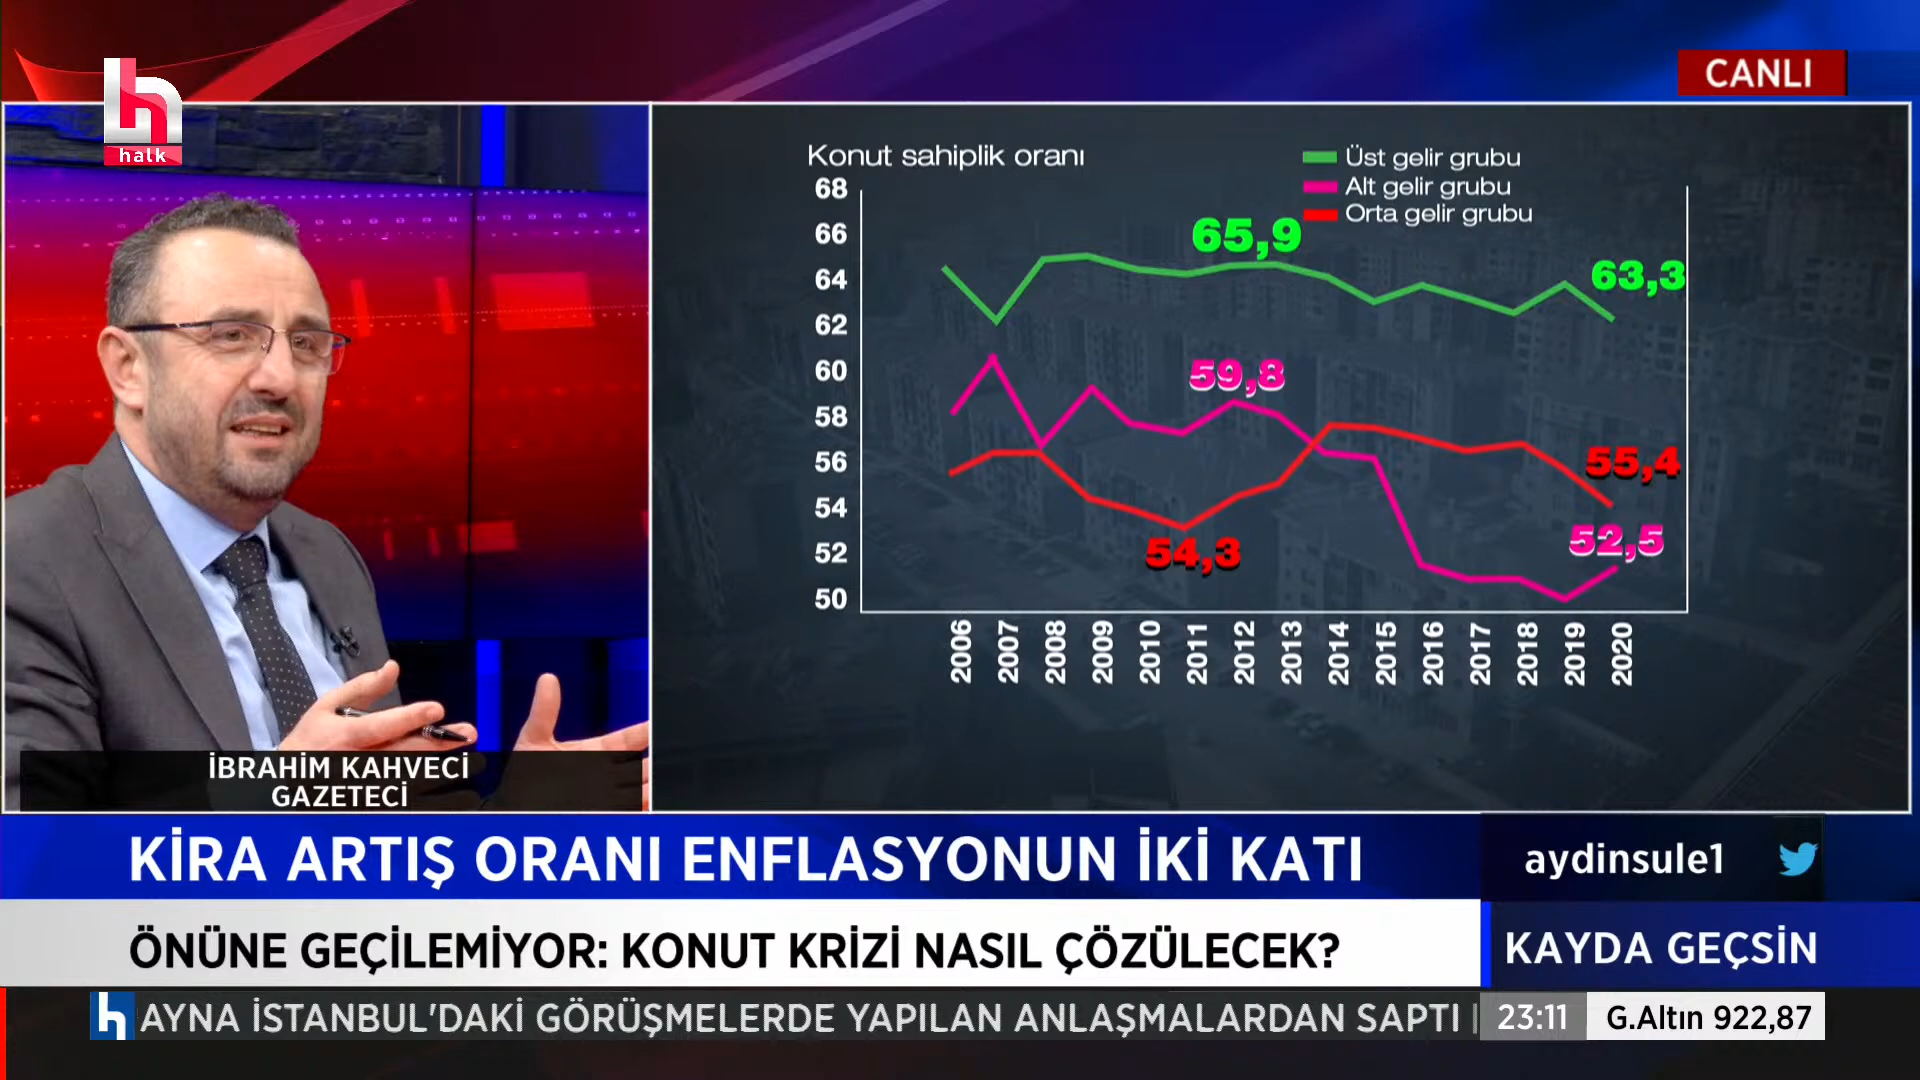 h
halk
CANLI
Konut sahiplik oranı
Üst gelir grubu
Alt gelir grubu
Orta gelir grubu
68
66
64
62
60
58
56
54
52
50
65,9
63,3
59,8
55,4
54,3
52,5
2006 2007 2008 2009 2010 2011 2012 2013 2014 2015 2016 2017 2018 2019 2020
İBRAHİM KAHVECİ
GAZETECİ
KİRA ARTIŞ ORANI ENFLASYONUN İKİ KATI
aydinsule1
ÖNÜNE GEÇİLEMİYOR: KONUT KRİZİ NASIL ÇÖZÜLECEK?
KAYDA GEÇSİN
h AYNA İSTANBUL'DAKİ GÖRÜŞMELERDE YAPILAN ANLAŞMALARDAN SAPTI
23:11 G.Altın 922,87